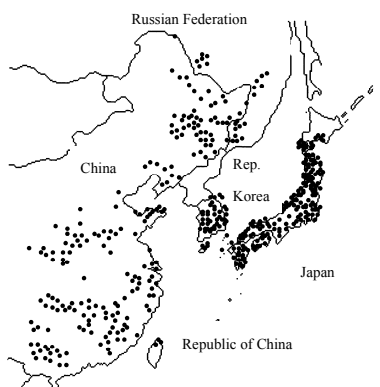 Russian Federation
China
Rep.
Korea
Japan
Republic of China